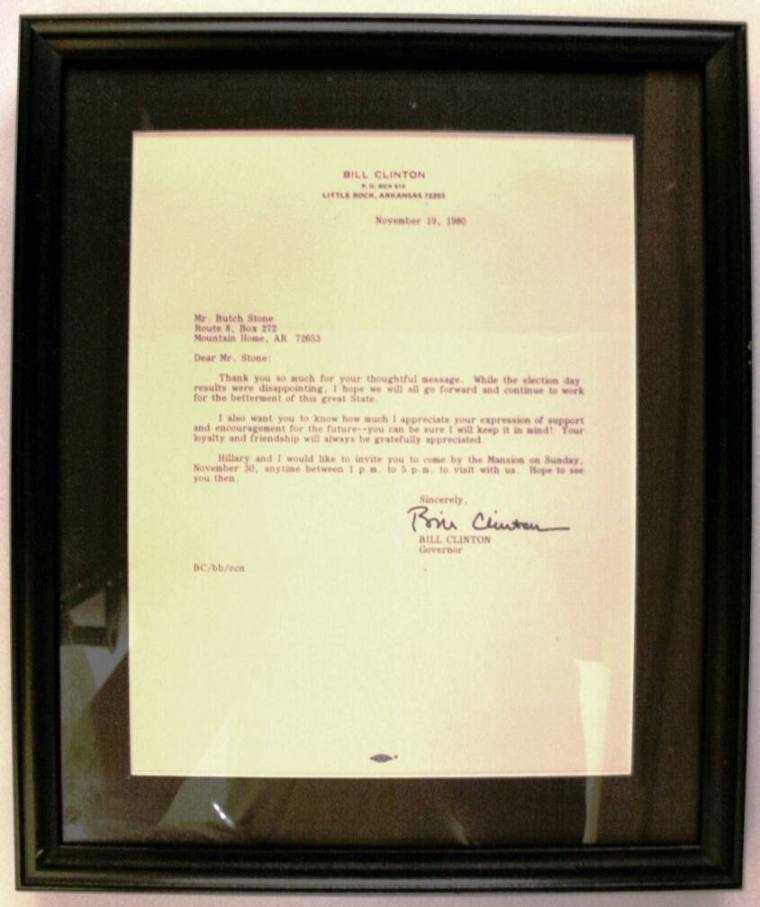 BILL CLINTON
P. O. BOX
LITTLE ROCK, ARKANSAS 72203
November 19, 1980
Mr. Butch Stone
Route 8, Box 272
Mountain Home, AR 72653
Dear Mr. Stone:
Thank you so much for your thoughtful message. While the election day
results were disappointing, I hope we will all go forward and continue to work
for the betterment of this great State.
I also want you to know how much I appreciate your expression of support
and encouragement for the future--you can be sure I will keep it in mind! Your
loyalty and friendship will always be gratefully appreciated.
Hillary and I would like to invite you to come by the Mansion on Sunday,
November 30, anytime between 1 p.m. to 5 p.m. to visit with us. Hope to see
you then.
Sincerely,
Bill Clinton
BILL CLINTON
Governor
BC/bb/ccn